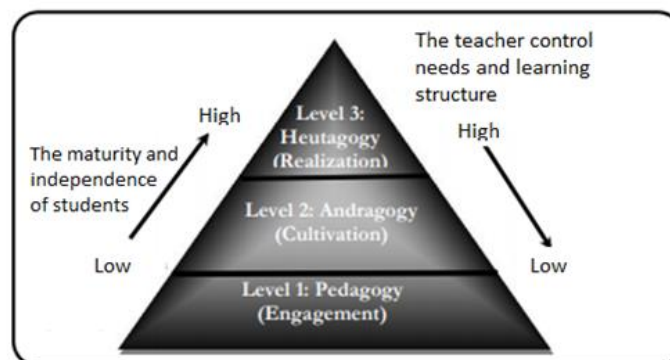 The teacher control
needs and learning
structure
High
High
The maturity and
independence
of students
Low
Low
Level 3:
Heutagogy
(Realization)
Level 2: Andragogy
(Cultivation)
Level 1: Pedagogy
(Engagement)